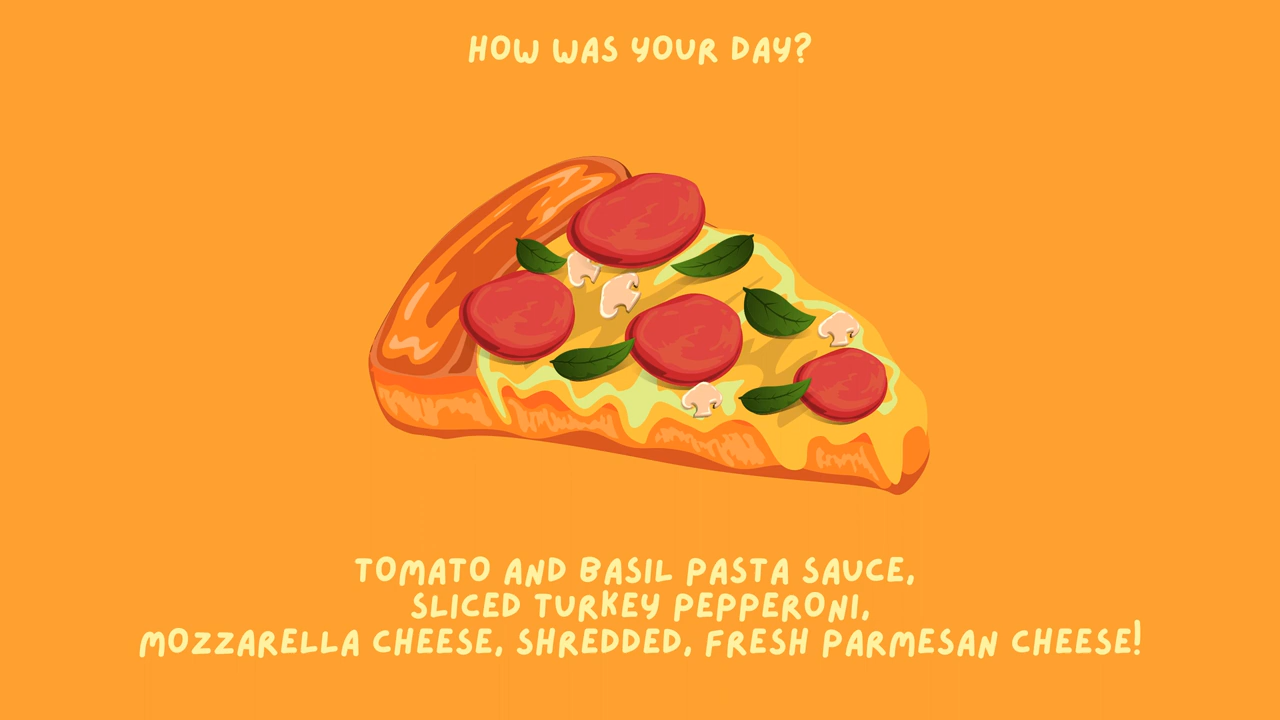 HOW WAS YOUR DAY?
TOMATO AND BASIL PASTA SAUCE,
SLICED TURKEY PEPPERONI,
MOZZARELLA CHEESE, SHREDDED, FRESH PARMESAN CHEESE!